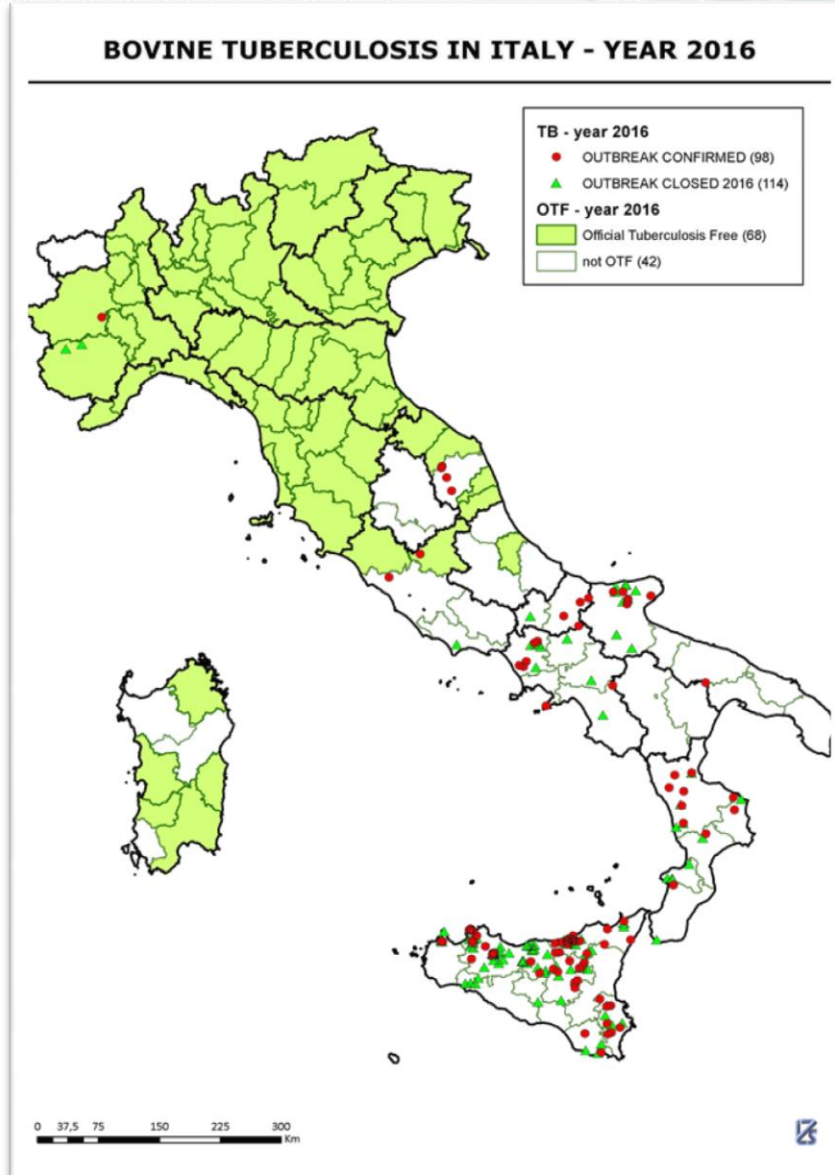 BOVINE TUBERCULOSIS IN ITALY - YEAR 2016
TB - year 2016
OUTBREAK CONFIRMED (98)
OUTBREAK CLOSED 2016 (114)
OTF - year 2016
Official Tuberculosis Free (68)
not OTF (42)
0 37,5 75 150 225 300
Km